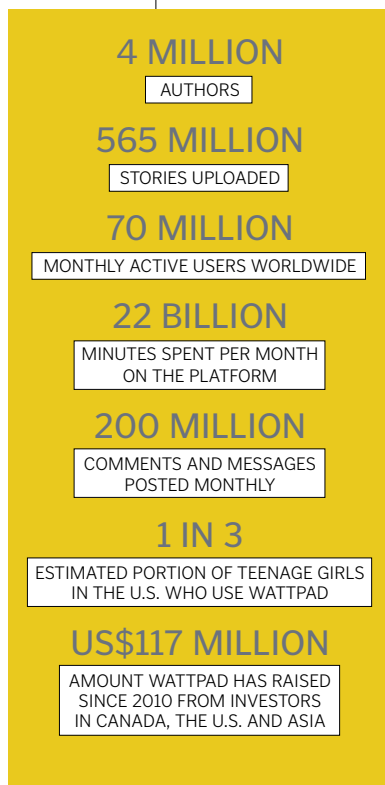 4 MILLION
AUTHORS
565 MILLION
STORIES UPLOADED
70 MILLION
MONTHLY ACTIVE USERS WORLDWIDE
22 BILLION
MINUTES SPENT PER MONTH
ON THE PLATFORM
200 MILLION
COMMENTS AND MESSAGES
POSTED MONTHLY
1 IN 3
ESTIMATED PORTION OF TEENAGE GIRLS
IN THE U.S. WHO USE WATTPAD
US$117 MILLION
AMOUNT WATTPAD HAS RAISED
SINCE 2010 FROM INVESTORS
IN CANADA, THE U.S. AND ASIA